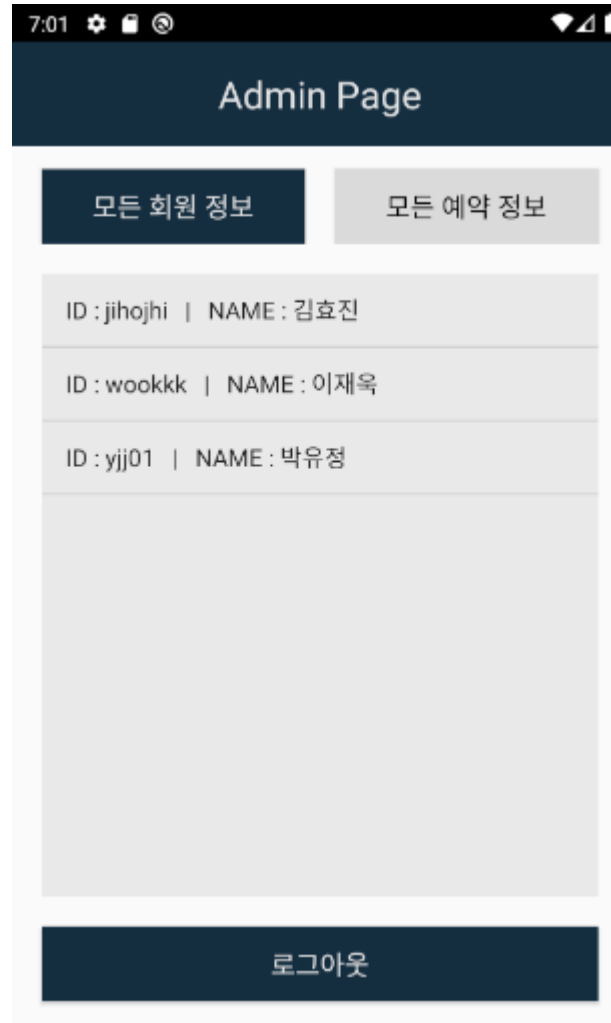 7:01
Admin Page
모든 회원 정보 모든 예약 정보
ID : jihojhi | NAME : 김효진
ID : wookkk | NAME : 이재욱
ID : yjj01 | NAME : 박유정
로그아웃